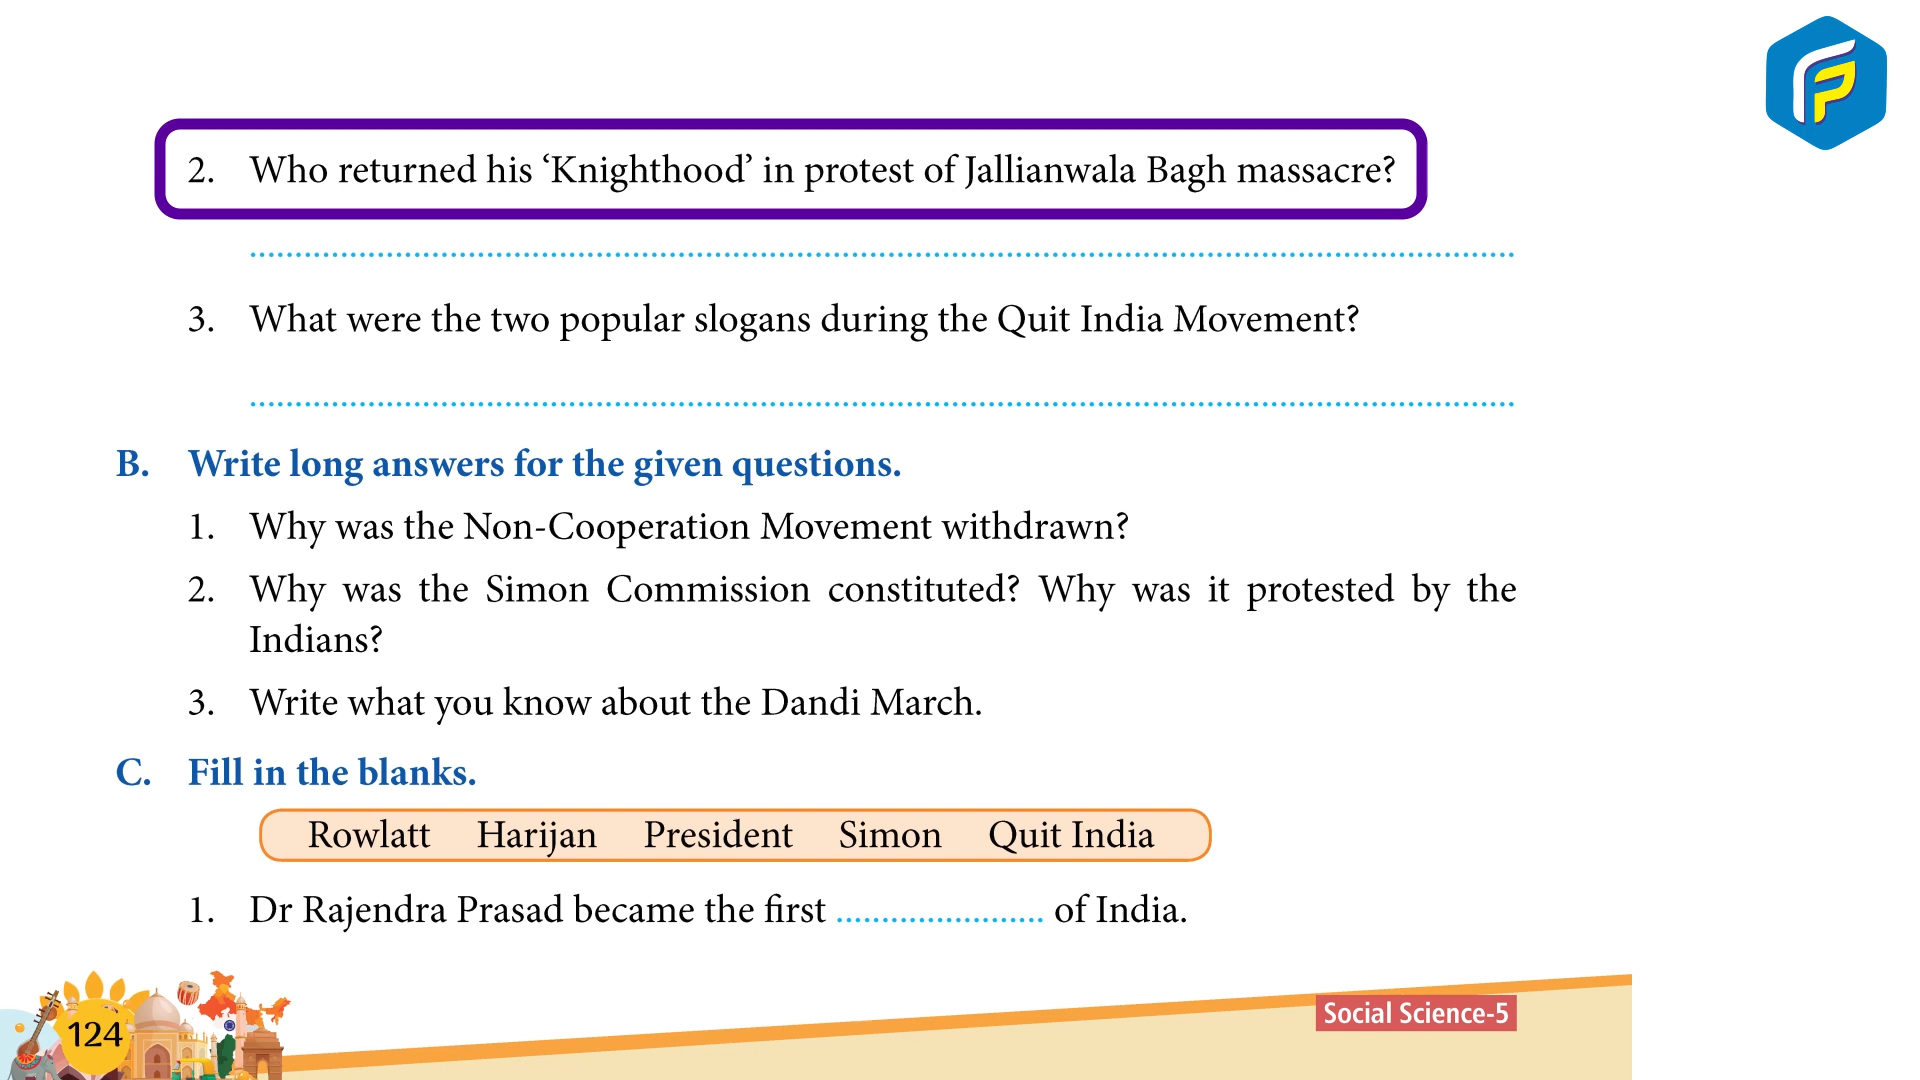 2. Who returned his ‘Knighthood’ in protest of Jallianwala Bagh massacre?
3. What were the two popular slogans during the Quit India Movement?
B. Write long answers for the given questions.
1. Why was the Non-Cooperation Movement withdrawn?
2. Why was the Simon Commission constituted? Why was it protested by the
Indians?
3. Write what you know about the Dandi March.
C. Fill in the blanks.
Rowlatt Harijan President Simon Quit India
1. Dr Rajendra Prasad became the first ....................... of India.
124
Social Science-5